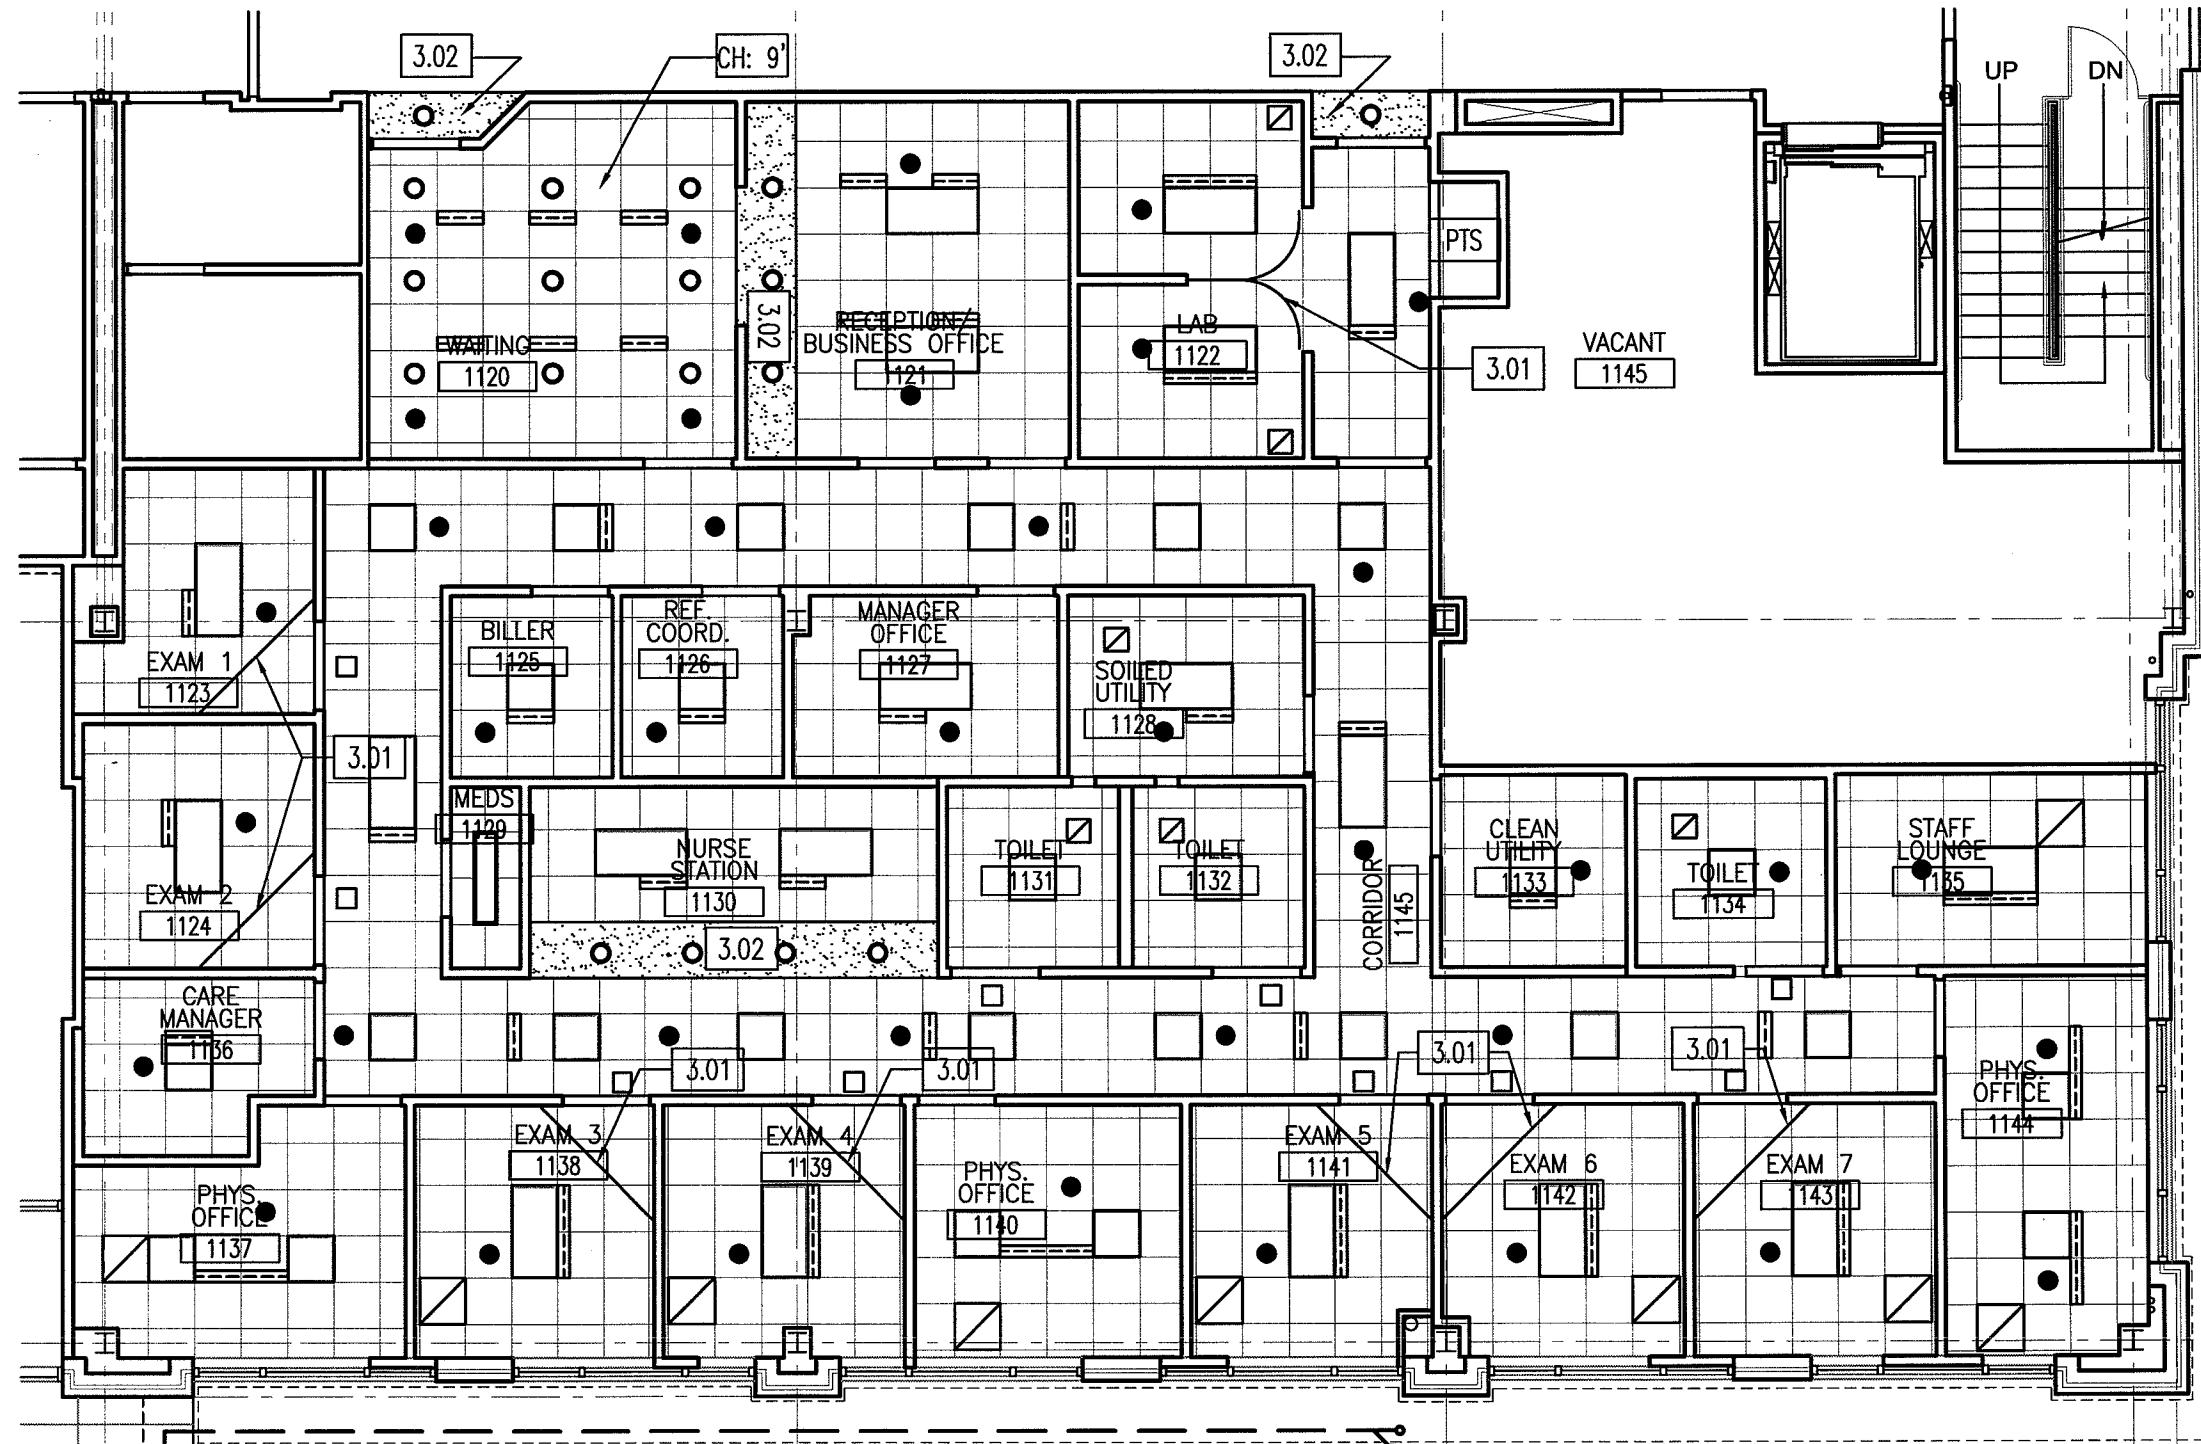 3.02
CH: 9'
3.02
UP
DN
PTS
3.02
WAITING
1120
RECEPTION/
BUSINESS OFFICE
1121
LAB
1122
3.01
VACANT
1145
EXAM 1
1123
BILLER
1125
REF.
COORD.
1126
MANAGER
OFFICE
1127
SOILED
UTILITY
1128
3.01
EXAM 2
1124
MEDS
1129
NURSE
STATION
1130
3.02
TOILET
1131
TOILET
1132
CORRIDOR
1145
CLEAN
UTILITY
1133
TOILET
1134
STAFF
LOUNGE
1135
CARE
MANAGER
1136
3.01
3.01
3.01
3.01
PHYS.
OFFICE
1144
PHYS.
OFFICE
1137
EXAM 3
1138
EXAM 4
1139
PHYS.
OFFICE
1140
EXAM 5
1141
EXAM 6
1142
EXAM 7
1143